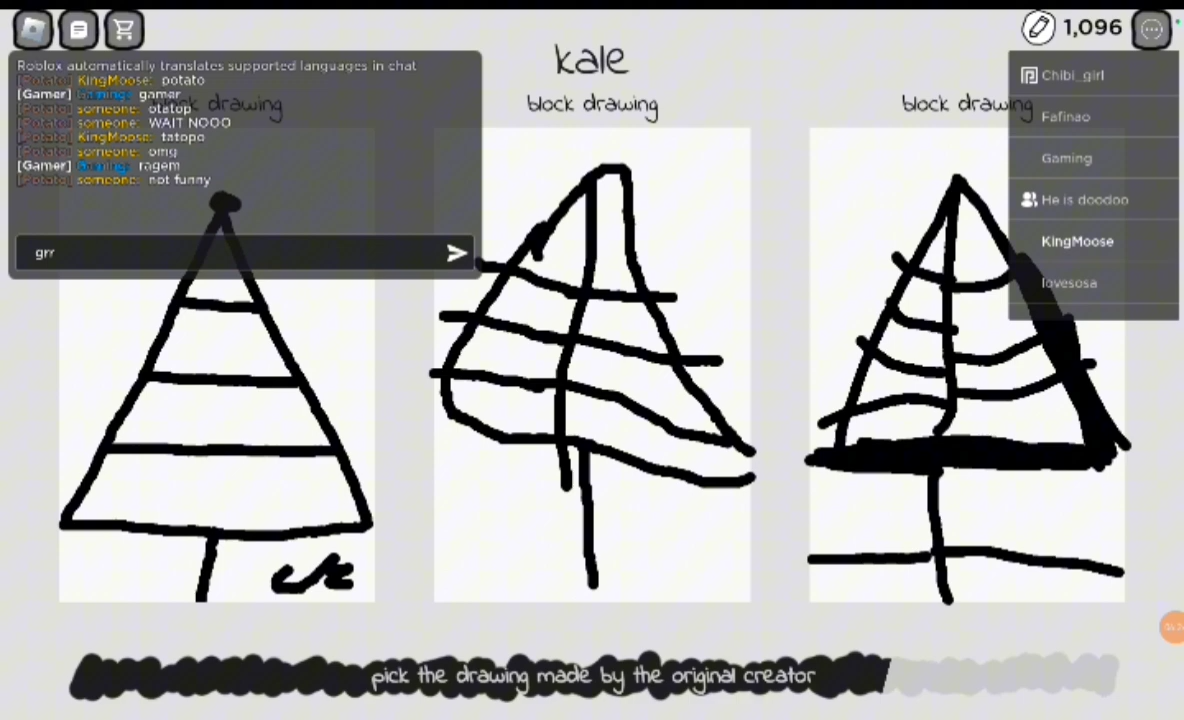 1,096
kale
Roblox automatically translates supported languages in chat
[Potato] KingMoose: potato
[Gamer] Gaming: gamer
[Potato] someone: otatop
[Potato] someone: WAIT NOOO
[Potato] KingMoose: tatopo
[Potato] someone: omg
[Gamer] Gaming: ragem
[Potato] someone: not funny
grr
block drawing
block drawing
block drawing
Chibi_girl
Fafinao
Gaming
He is doodoo
KingMoose
lovesosa
pick the drawing made by the original creator